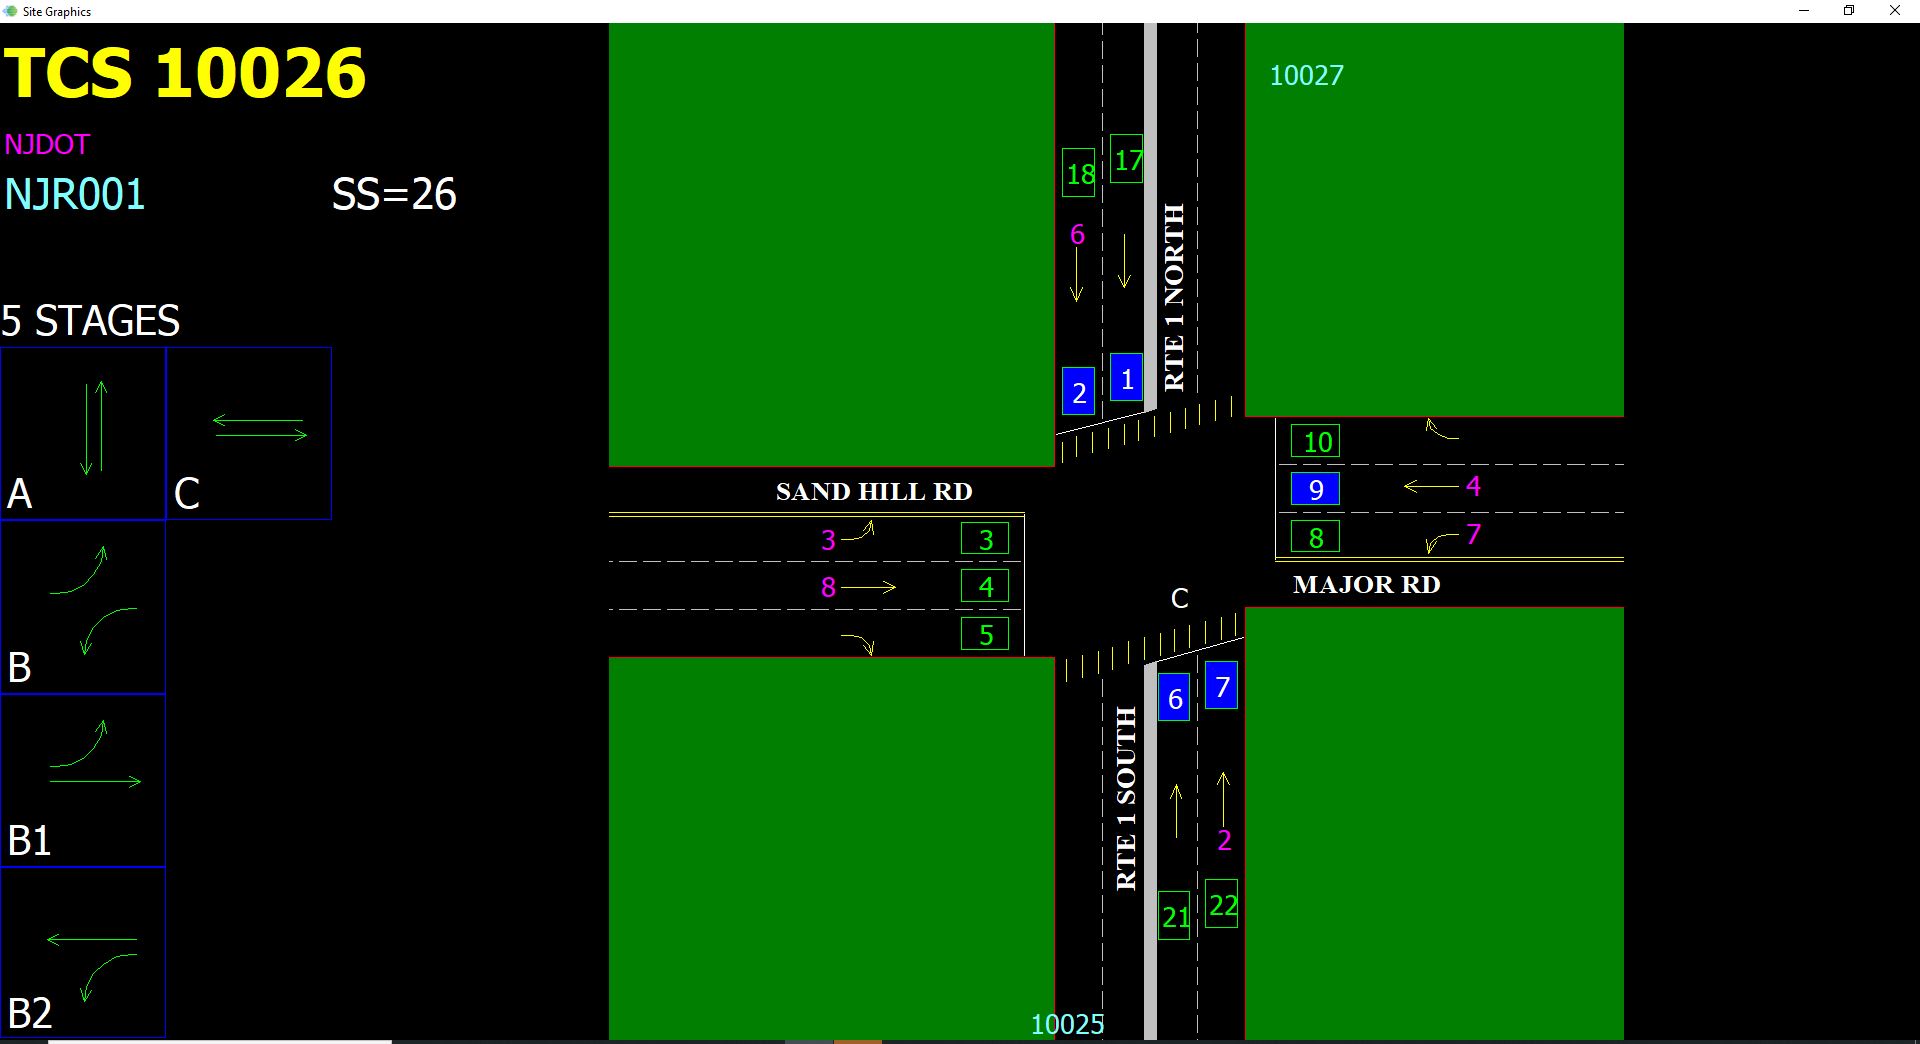 Site Graphics
TCS 10026
NJDOT
NJR001 SS=26
5 STAGES
A C
B
B1
B2
10027
18 17
6
RTE 1 NORTH
2 1
SAND HILL RD
3 3
8 4
5
10
9 4
8 7
MAJOR RD
C
6 7
RTE 1 SOUTH
2
21 22
10025